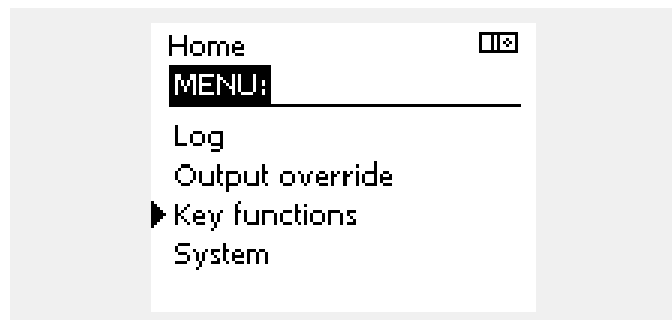 Home
MENU:
Log
Output override
Key functions
System